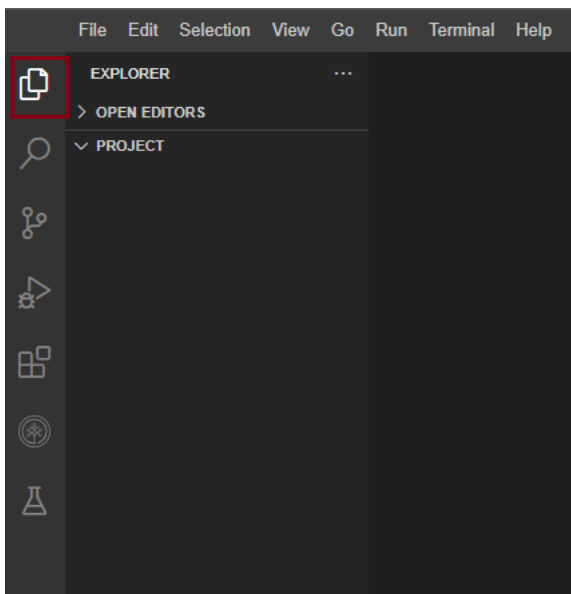 File Edit Selection View Go Run Terminal Help
EXPLORER ...
OPEN EDITORS
PROJECT